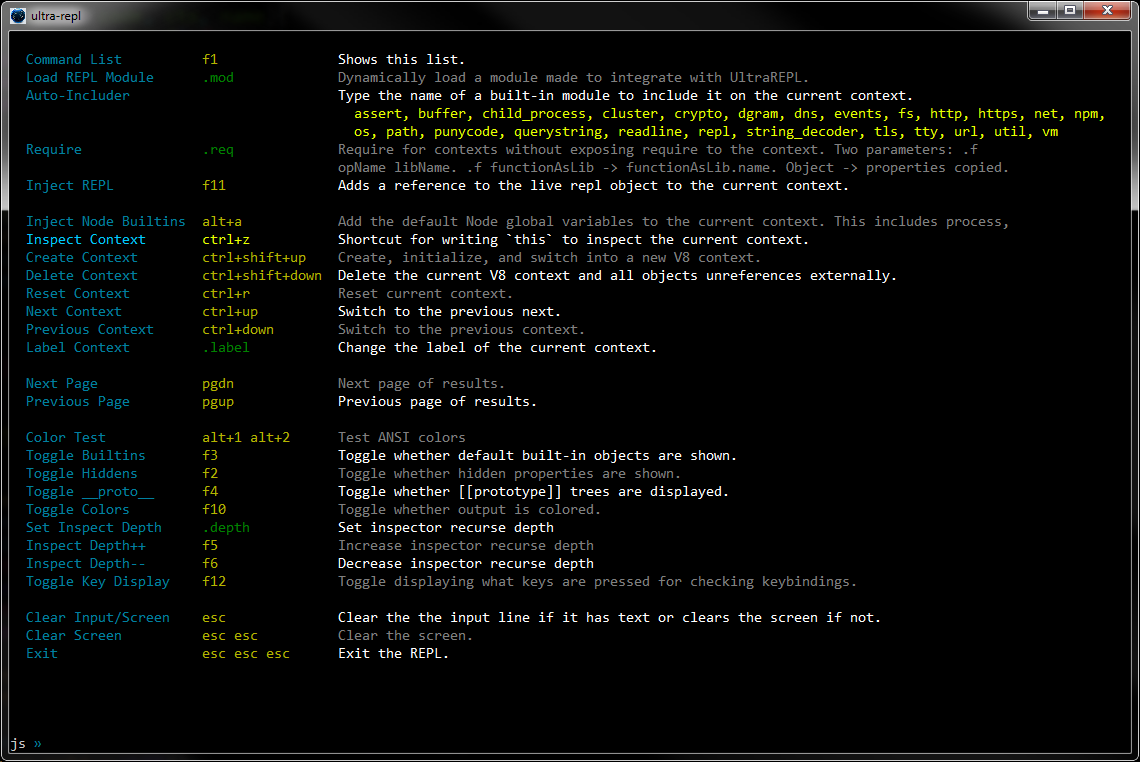 ultra-repl
Command List f1 Shows this list.
Load REPL Module .mod Dynamically load a module made to integrate with UltraREPL.
Auto-Includer Type the name of a built-in module to include it on the current context.
assert, buffer, child_process, cluster, crypto, dgram, dns, events, fs, http, https, net, npm,
os, path, punycode, querystring, readline, repl, string_decoder, tls, tty, url, util, vm
Require .req Require for contexts without exposing require to the context. Two parameters: .f
opName libName. .f functionAsLib -> functionAsLib.name. Object -> properties copied.
Inject REPL f11 Adds a reference to the live repl object to the current context.
Inject Node Builtins alt+a Add the default Node global variables to the current context. This includes process,
Inspect Context ctrl+z Shortcut for writing `this` to inspect the current context.
Create Context ctrl+shift+up Create, initialize, and switch into a new V8 context.
Delete Context ctrl+shift+down Delete the current V8 context and all objects unreferences externally.
Reset Context ctrl+r Reset current context.
Next Context ctrl+up Switch to the previous next.
Previous Context ctrl+down Switch to the previous context.
Label Context .label Change the label of the current context.
Next Page pgdn Next page of results.
Previous Page pgup Previous page of results.
Color Test alt+1 alt+2 Test ANSI colors
Toggle Builtins f3 Toggle whether default built-in objects are shown.
Toggle Hiddens f2 Toggle whether hidden properties are shown.
Toggle __proto__ f4 Toggle whether [[prototype]] trees are displayed.
Toggle Colors f10 Toggle whether output is colored.
Set Inspect Depth .depth Set inspector recurse depth
Inspect Depth++ f5 Increase inspector recurse depth
Inspect Depth-- f6 Decrease inspector recurse depth
Toggle Key Display f12 Toggle displaying what keys are pressed for checking keybindings.
Clear Input/Screen esc Clear the the input line if it has text or clears the screen if not.
Clear Screen esc esc Clear the screen.
Exit esc esc esc Exit the REPL.
js »